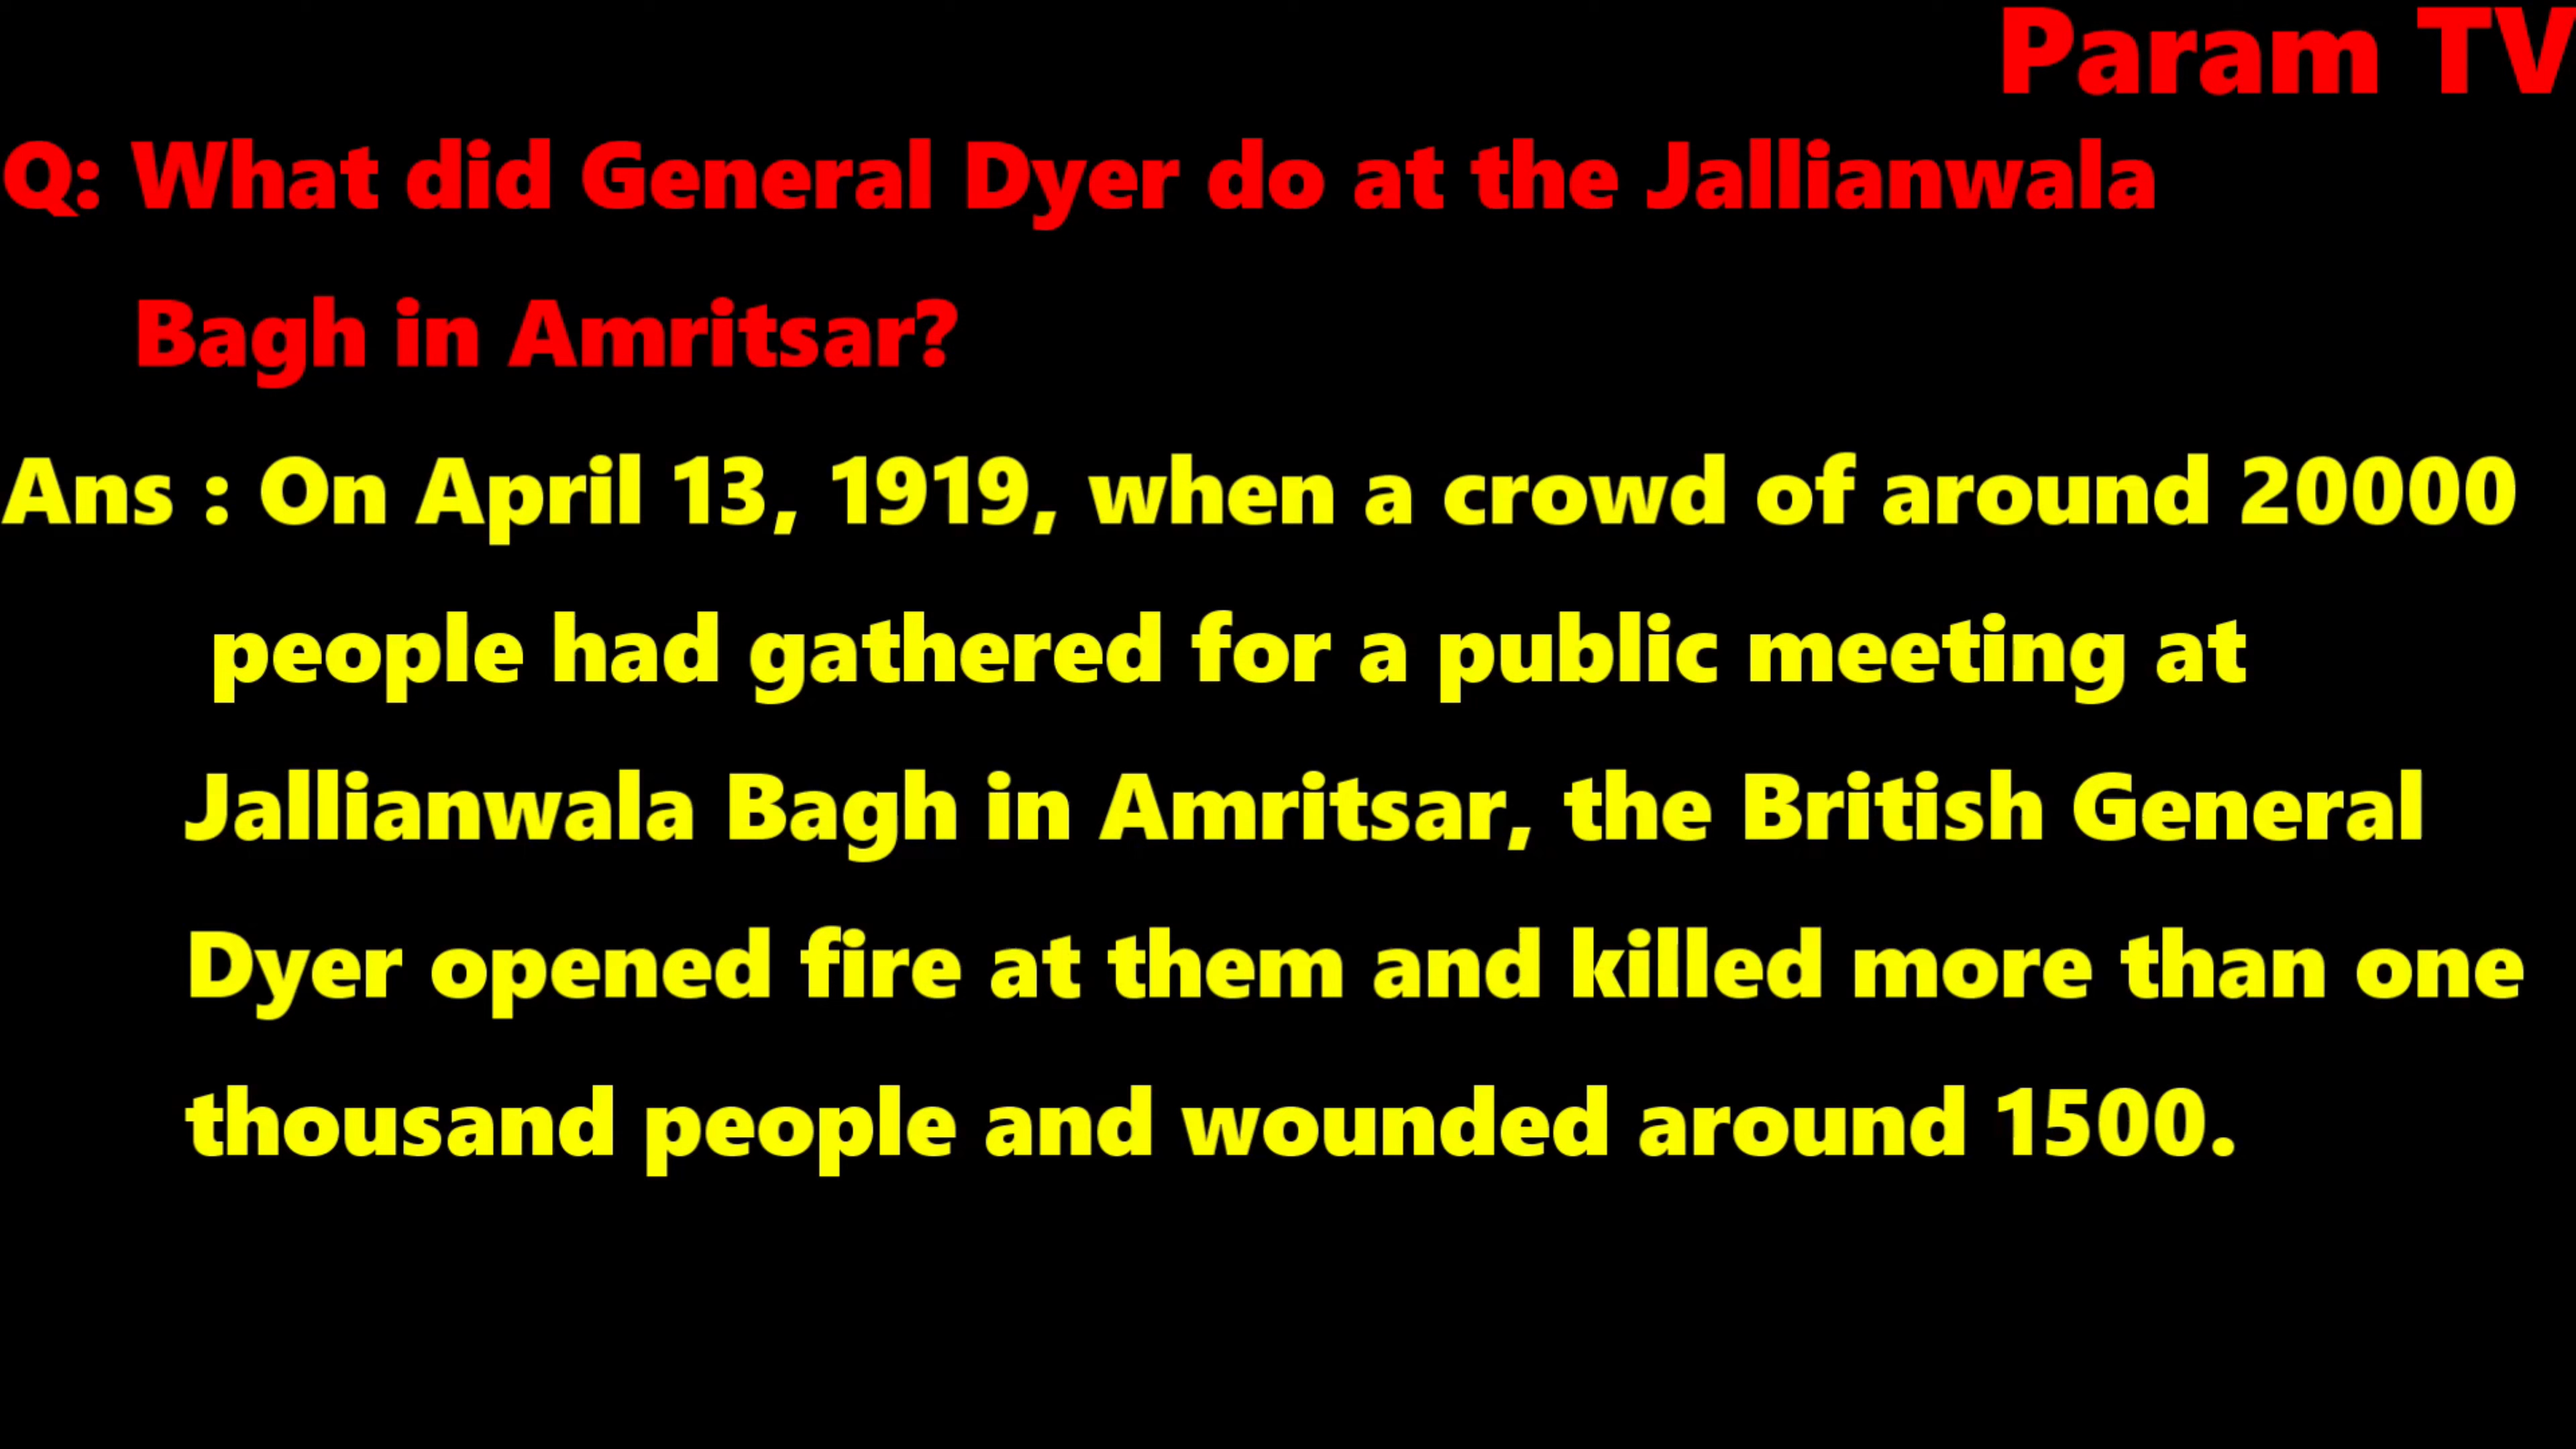 Param TV
Q: What did General Dyer do at the Jallianwala
Bagh in Amritsar?
Ans : On April 13, 1919, when a crowd of around 20000
people had gathered for a public meeting at
Jallianwala Bagh in Amritsar, the British General
Dyer opened fire at them and killed more than one
thousand people and wounded around 1500.